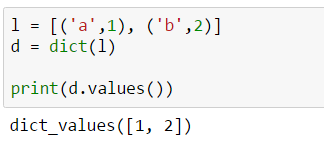 l = [('a',1), ('b',2)]
d = dict(l)
print(d.values())
dict_values([1, 2])